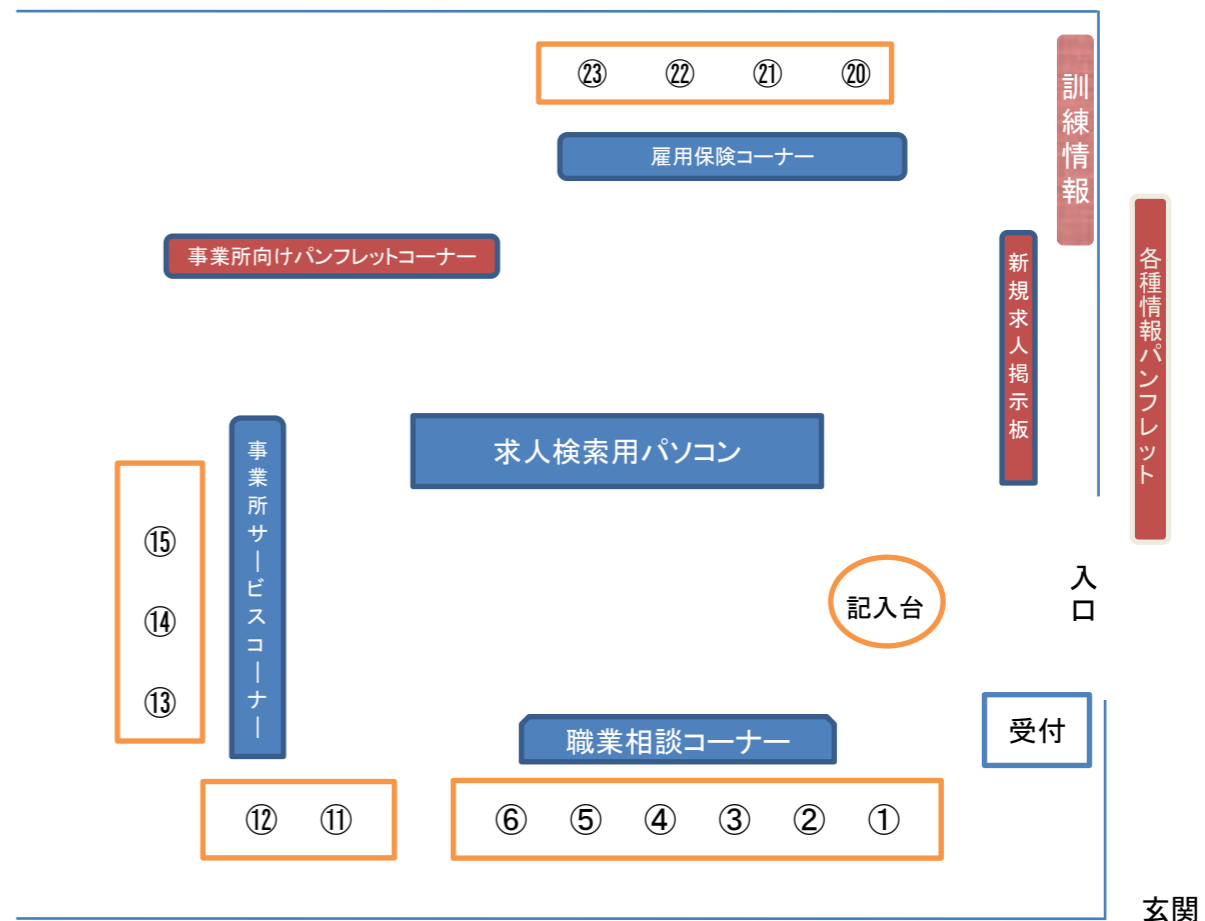 ㉓ ㉒ ㉑ ⑳
雇用保険コーナー
訓練情報
事業所向けパンフレットコーナー
新規求人掲示板
各種情報パンフレット
求人検索用パソコン
事業所サービスコーナー
⑮
⑭
⑬
記入台
入口
職業相談コーナー
受付
⑫ ⑪
⑥ ⑤ ④ ③ ② ①
玄関